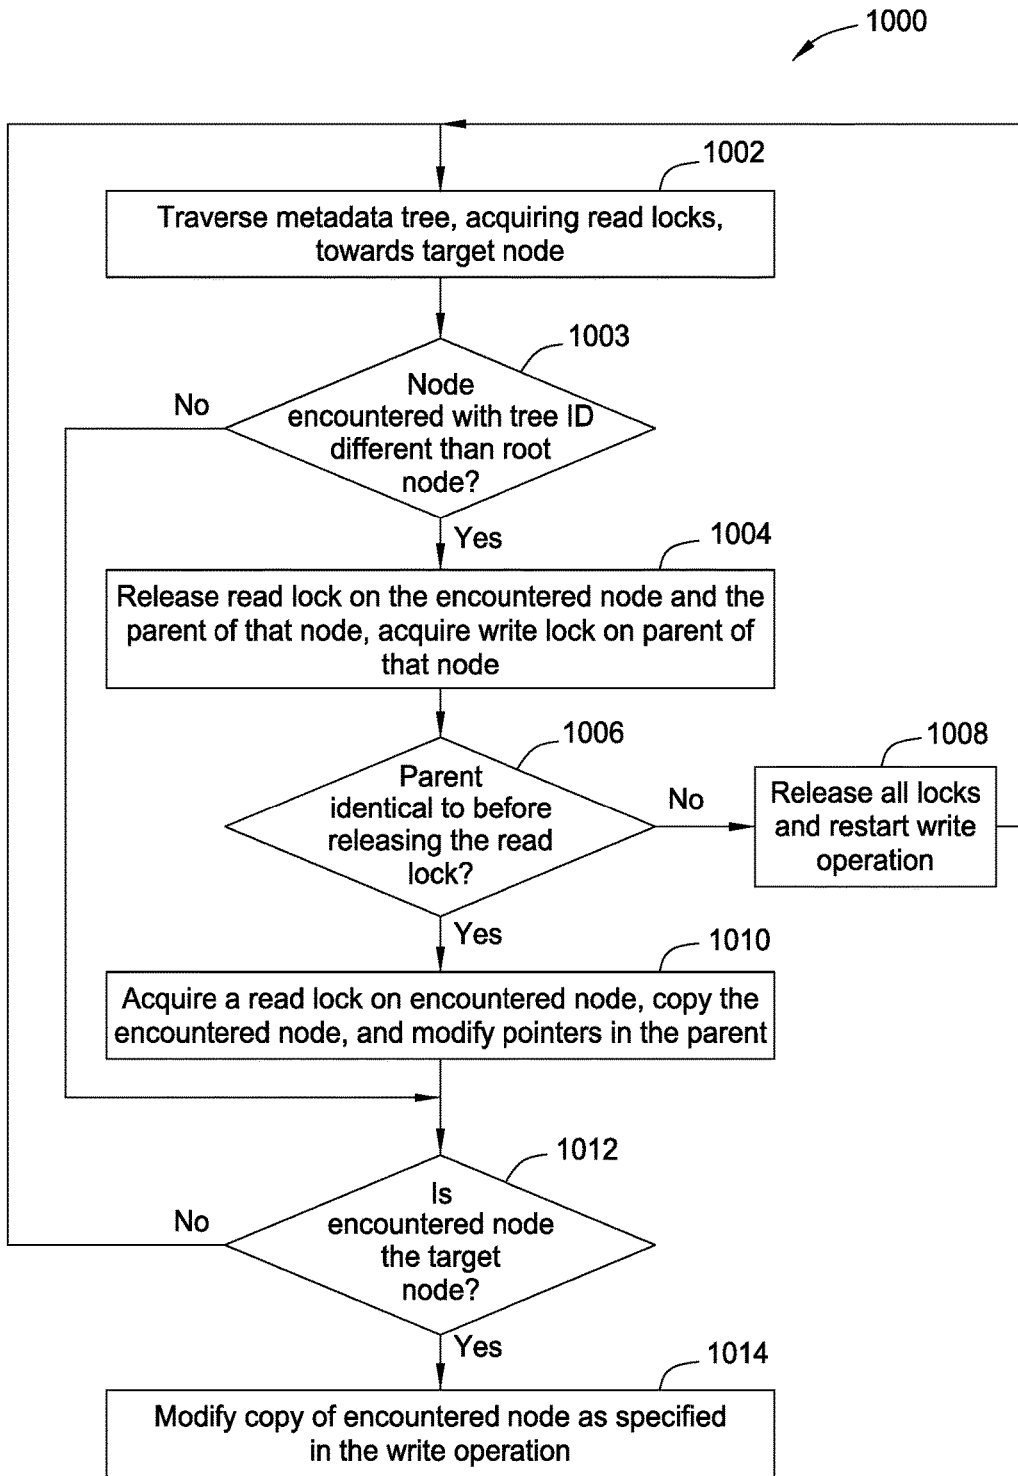 1000
1002
Traverse metadata tree, acquiring read locks,
towards target node
1003
Node
encountered with tree ID
different than root
node?
No
Yes
1004
Release read lock on the encountered node and the
parent of that node, acquire write lock on parent of
that node
1006
Parent
identical to before
releasing the read
lock?
No
1008
Release all locks
and restart write
operation
Yes
1010
Acquire a read lock on encountered node, copy the
encountered node, and modify pointers in the parent
1012
Is
encountered node
the target
node?
No
Yes
1014
Modify copy of encountered node as specified
in the write operation